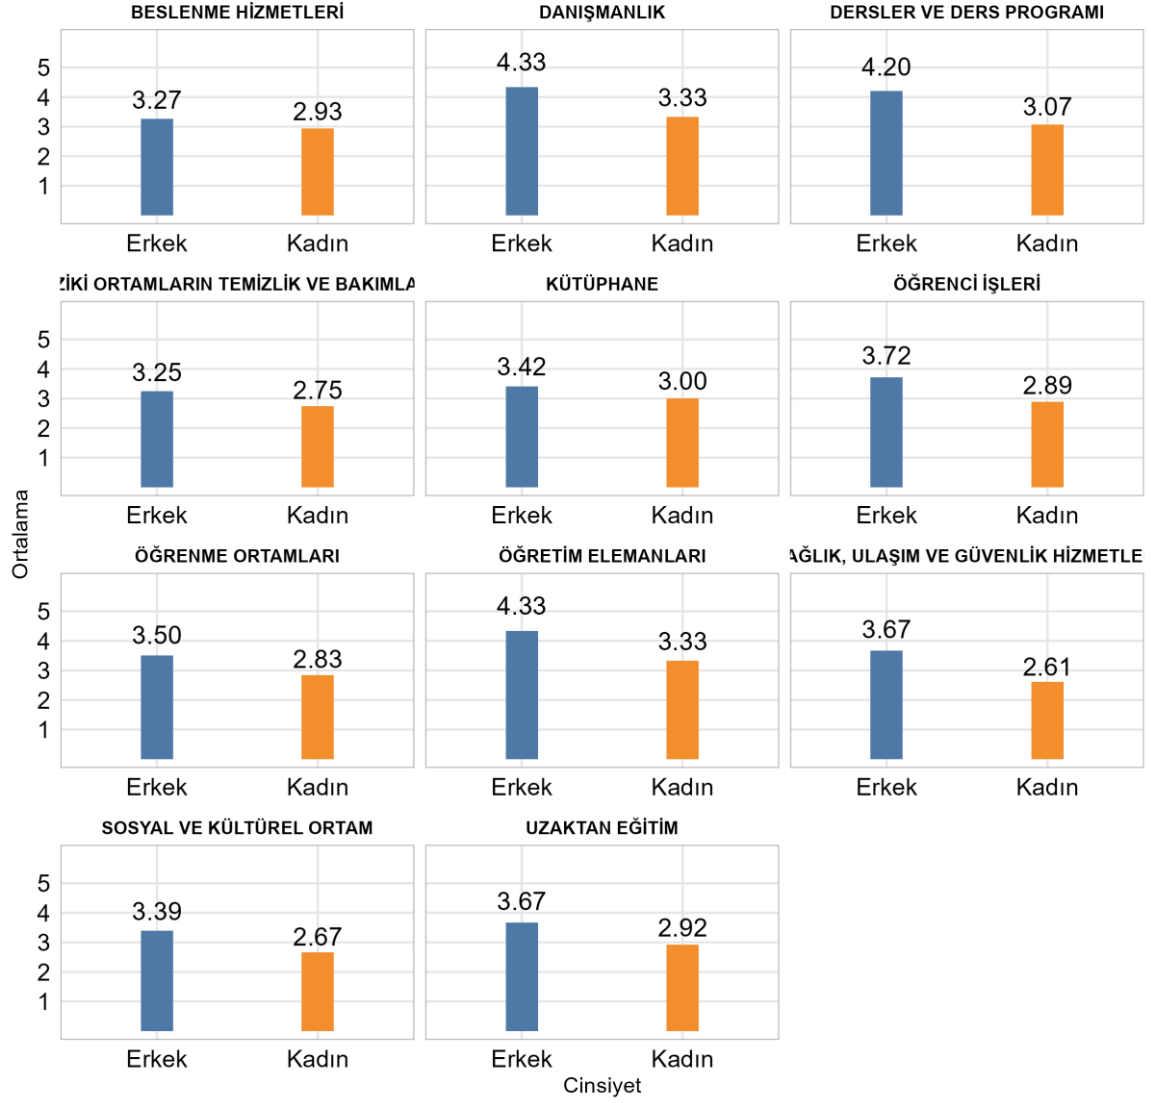 BESLENME HİZMETLERİ
5
4
3
2
1
3.27
2.93
Erkek Kadın
DANIŞMANLIK
4.33
3.33
Erkek Kadın
DERSLER VE DERS PROGRAMI
4.20
3.07
Erkek Kadın
ZİKİ ORTAMLARIN TEMİZLİK VE BAKIMLA
5
4
3
2
1
3.25
2.75
Erkek Kadın
KÜTÜPHANE
3.42
3.00
Erkek Kadın
ÖĞRENCİ İŞLERİ
3.72
2.89
Erkek Kadın
Ortalama
ÖĞRENME ORTAMLARI
5
4
3
2
1
3.50
2.83
Erkek Kadın
ÖĞRETİM ELEMANLARI
4.33
3.33
Erkek Kadın
AĞLIK, ULAŞIM VE GÜVENLİK HİZMETLE
3.67
2.61
Erkek Kadın
SOSYAL VE KÜLTÜREL ORTAM
5
4
3
2
1
3.39
2.67
Erkek Kadın
UZAKTAN EĞİTİM
3.67
2.92
Erkek Kadın
Cinsiyet